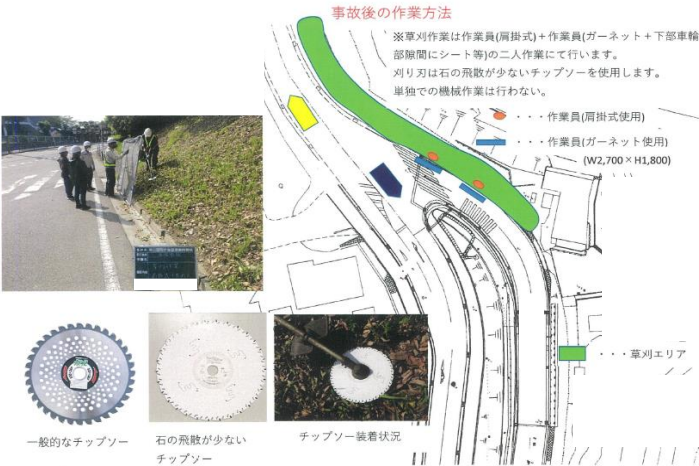 事故後の作業方法
※草刈作業は作業員(肩掛式)+作業員(ガーネット+下部車輪
部隙間にシート等)の二人作業にて行います。
刈り刃は石の飛散が少ないチップソーを使用します。
単独での機械作業は行わない。
・・・作業員(肩掛式使用)
・・・作業員(ガーネット使用)
(W2,700×H1,800)
・・・草刈エリア
一般的なチップソー
石の飛散が少ない
チップソー
チップソー装着状況